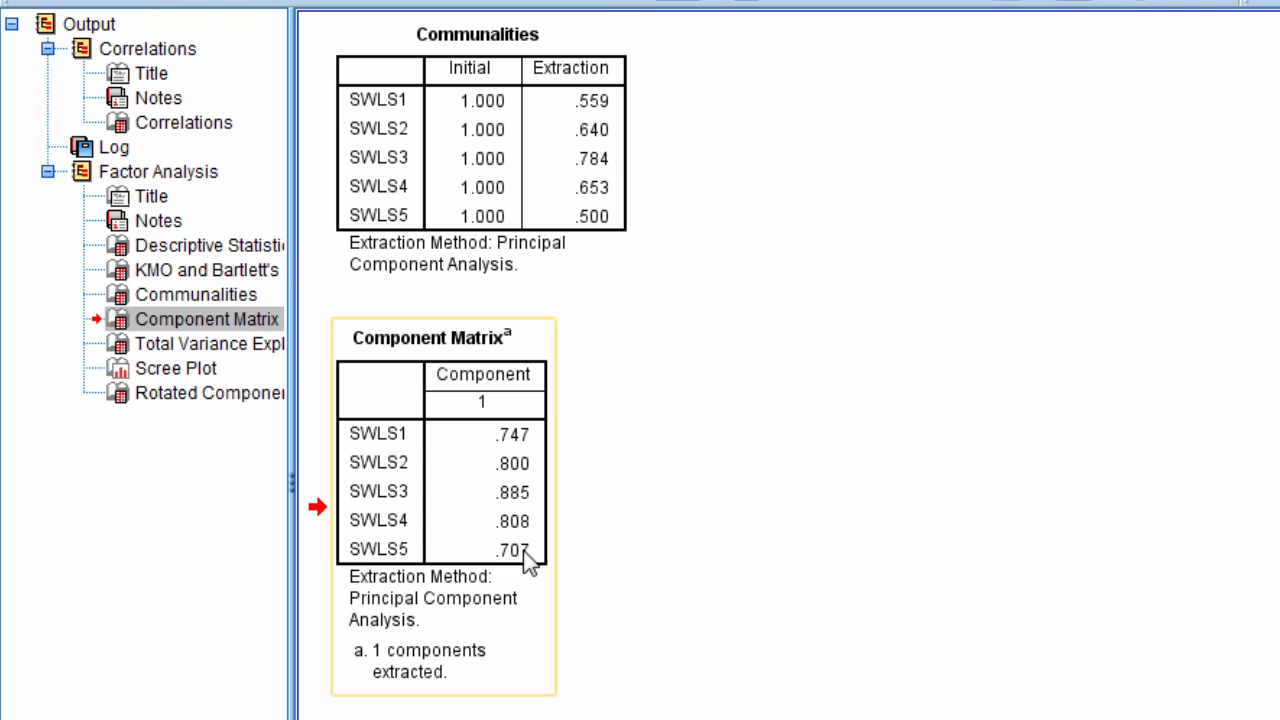 Output
Correlations
Title
Notes
Correlations
Log
Factor Analysis
Title
Notes
Descriptive Statisti
KMO and Bartlett's
Communalities
Component Matrix
Total Variance Expl
Scree Plot
Rotated Componer
Communalities
Initial Extraction
SWLS1 1.000 .559
SWLS2 1.000 .640
SWLS3 1.000 .784
SWLS4 1.000 .653
SWLS5 1.000 .500
Extraction Method: Principal
Component Analysis.
Component Matrixa
Component
1
SWLS1 .747
SWLS2 .800
SWLS3 .885
SWLS4 .808
SWLS5 .707
Extraction Method:
Principal Component
Analysis.
a. 1 components
extracted.